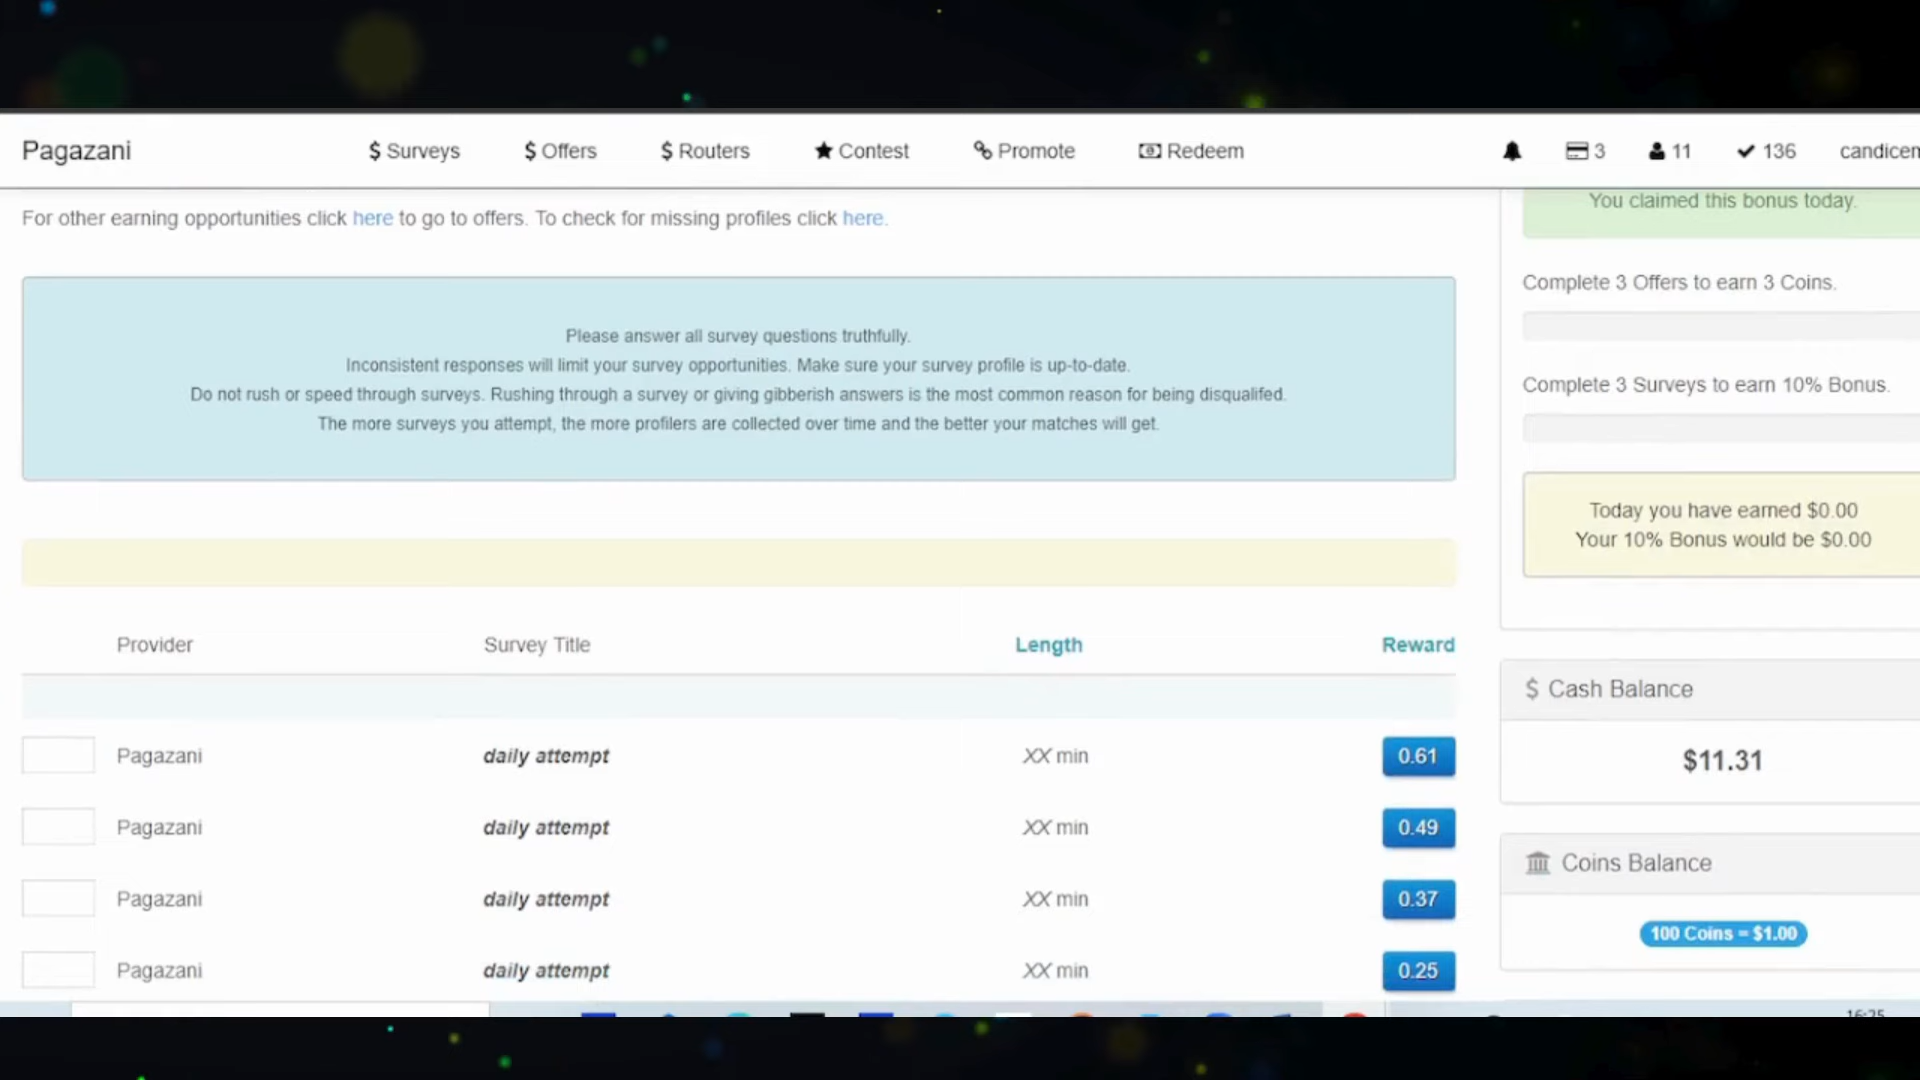 Pagazani
$ Surveys
$ Offers
$ Routers
Contest
Promote
Redeem
3
11
136
candicem
For other earning opportunities click here to go to offers. To check for missing profiles click here.
Please answer all survey questions truthfully.
Inconsistent responses will limit your survey opportunities. Make sure your survey profile is up-to-date.
Do not rush or speed through surveys. Rushing through a survey or giving gibberish answers is the most common reason for being disqualifed.
The more surveys you attempt, the more profilers are collected over time and the better your matches will get.
Provider Survey Title Length Reward
Pagazani daily attempt XX min 0.61
Pagazani daily attempt XX min 0.49
Pagazani daily attempt XX min 0.37
Pagazani daily attempt XX min 0.25
You claimed this bonus today.
Complete 3 Offers to earn 3 Coins.
Complete 3 Surveys to earn 10% Bonus.
Today you have earned $0.00
Your 10% Bonus would be $0.00
$ Cash Balance
$11.31
Coins Balance
100 Coins = $1.00